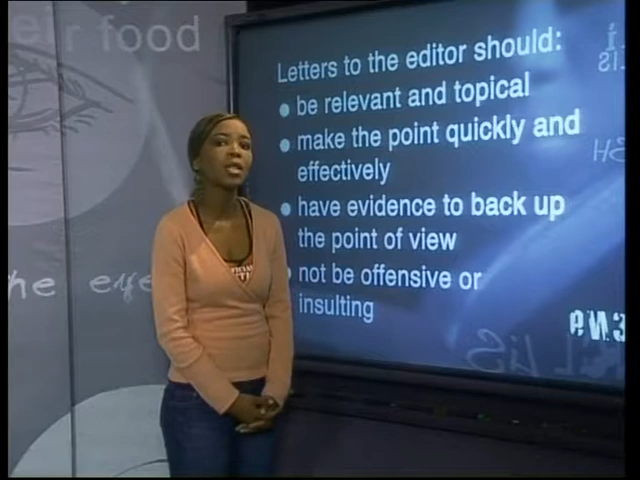 eir food
Letters to the editor should:
• be relevant and topical
• make the point quickly and
effectively
• have evidence to back up
the point of view
• not be offensive or
insulting
he eye